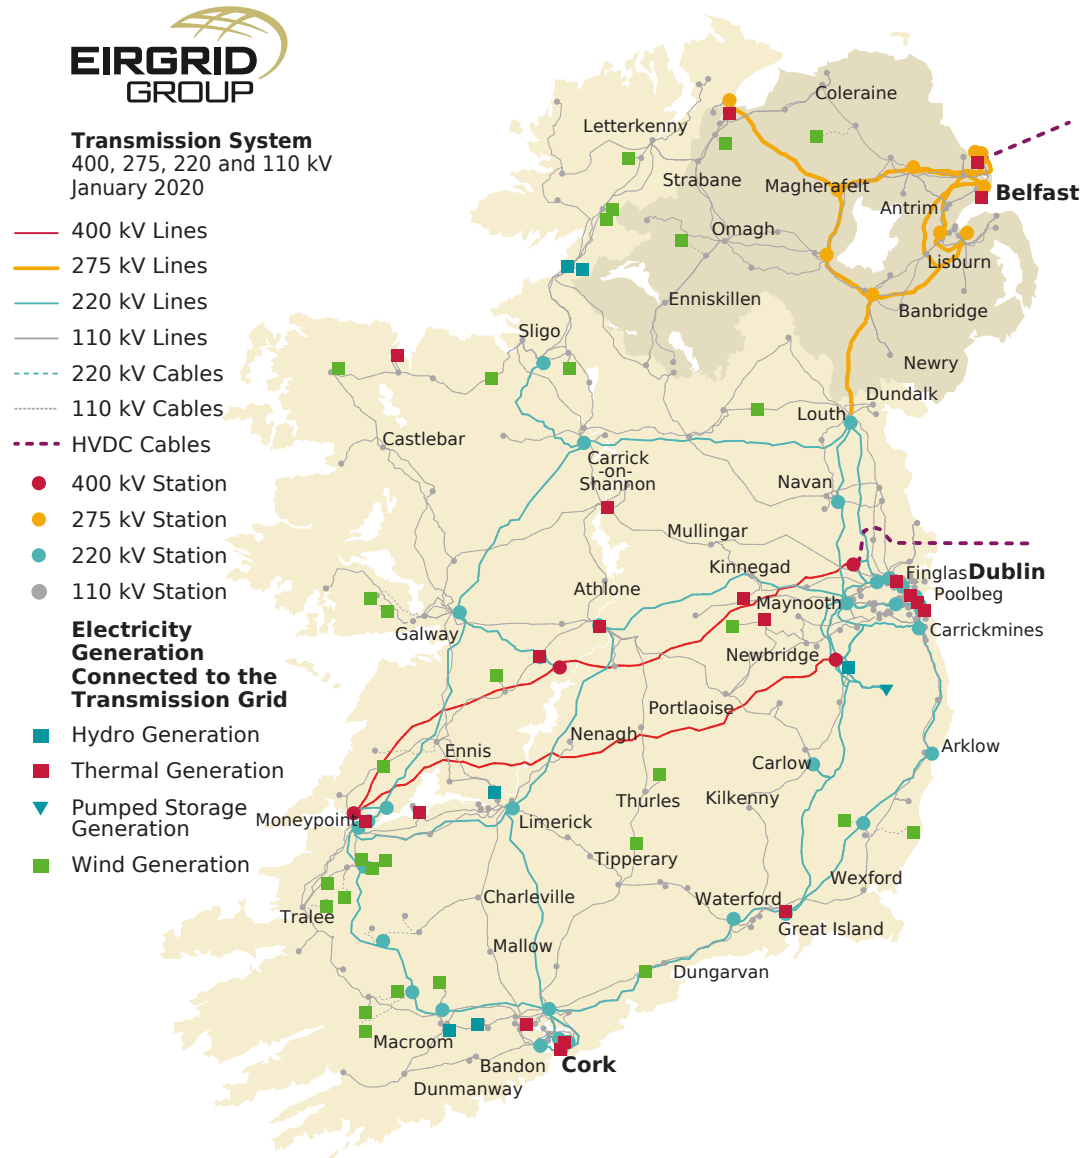 EIRGRID
GROUP
Transmission System
400, 275, 220 and 110 kV
January 2020
400 kV Lines
275 kV Lines
220 kV Lines
110 kV Lines
220 kV Cables
110 kV Cables
HVDC Cables
400 kV Station
275 kV Station
220 kV Station
110 kV Station
Electricity
Generation
Connected to the
Transmission Grid
Hydro Generation
Thermal Generation
Pumped Storage
Generation
Wind Generation
Coleraine
Letterkenny
Strabane
Magherafelt
Belfast
Antrim
Omagh
Lisburn
Enniskillen
Banbridge
Sligo
Newry
Dundalk
Louth
Castlebar
Carrick
-on-
Shannon
Navan
Mullingar
Kinnegad
Finglas
Dublin
Athlone
Poolbeg
Maynooth
Galway
Carrickmines
Newbridge
Portlaoise
Nenagh
Ennis
Arklow
Carlow
Thurles
Kilkenny
Moneypoint
Limerick
Tipperary
Wexford
Charleville
Waterford
Tralee
Great Island
Mallow
Dungarvan
Macroom
Bandon
Cork
Dunmanway